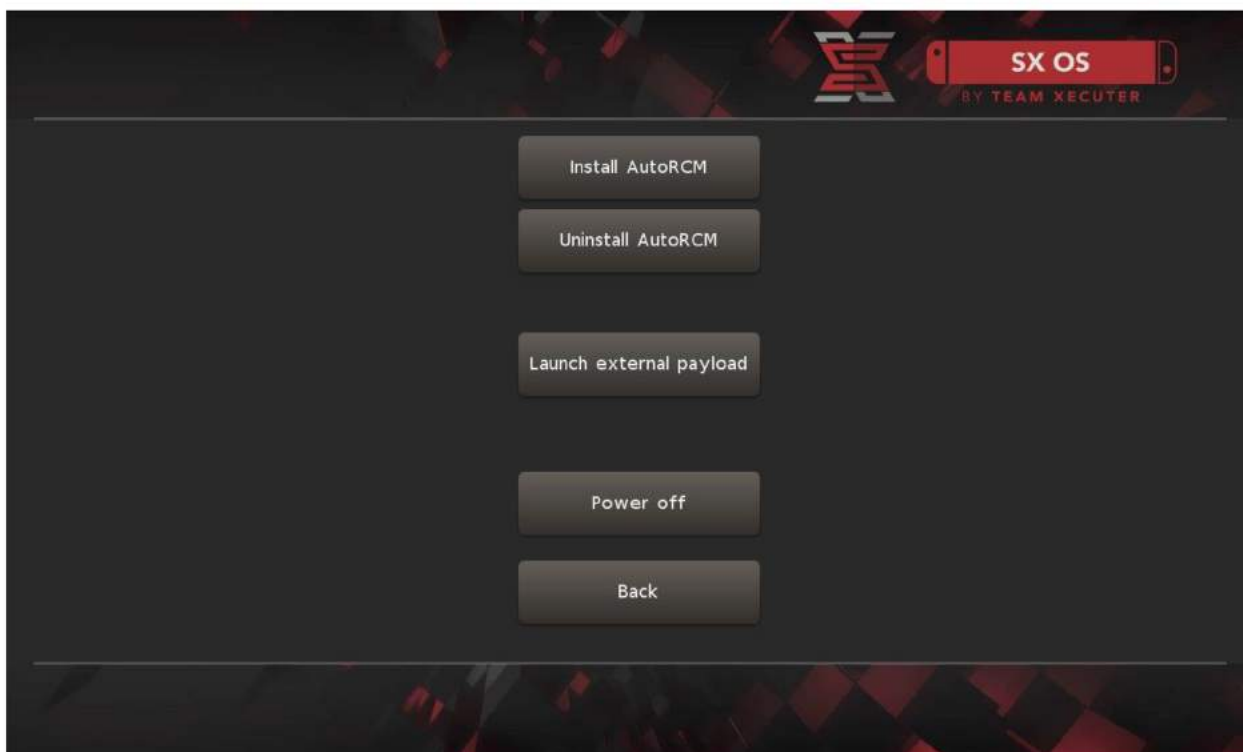 SX OS
BY TEAM XECUTER
Install AutoRCM
Uninstall AutoRCM
Launch external payload
Power off
Back